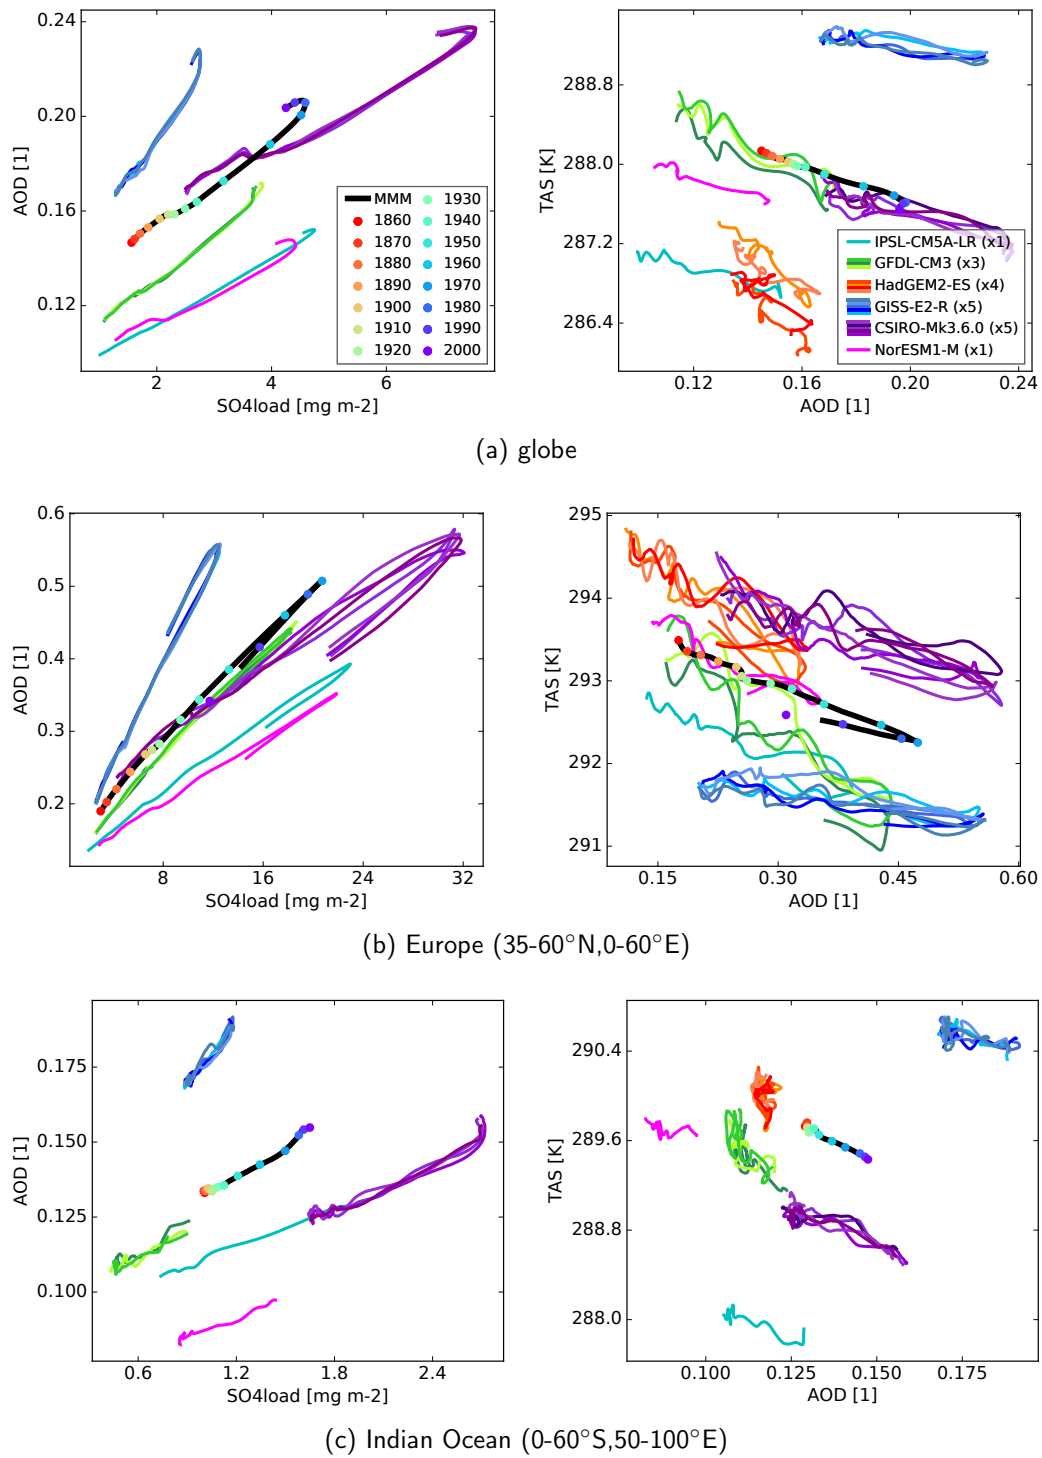 0.24
0.20
0.16
0.12
AOD [1]
2 4 6
SO4load [mg m-2]
MMM
1860
1870
1880
1890
1900
1910
1920
1930
1940
1950
1960
1970
1980
1990
2000
288.8
288.0
287.2
286.4
TAS [K]
0.12 0.16 0.20 0.24
AOD [1]
IPSL-CM5A-LR (x1)
GFDL-CM3 (x3)
HadGEM2-ES (x4)
GISS-E2-R (x5)
CSIRO-Mk3.6.0 (x5)
NorESM1-M (x1)
(a) globe
0.6
0.5
0.4
0.3
0.2
AOD [1]
8 16 24 32
SO4load [mg m-2]
295
294
293
292
291
TAS [K]
0.15 0.30 0.45 0.60
AOD [1]
(b) Europe (35-60°N,0-60°E)
0.175
0.150
0.125
0.100
AOD [1]
0.6 1.2 1.8 2.4
SO4load [mg m-2]
290.4
289.6
288.8
288.0
TAS [K]
0.100 0.125 0.150 0.175
AOD [1]
(c) Indian Ocean (0-60°S,50-100°E)